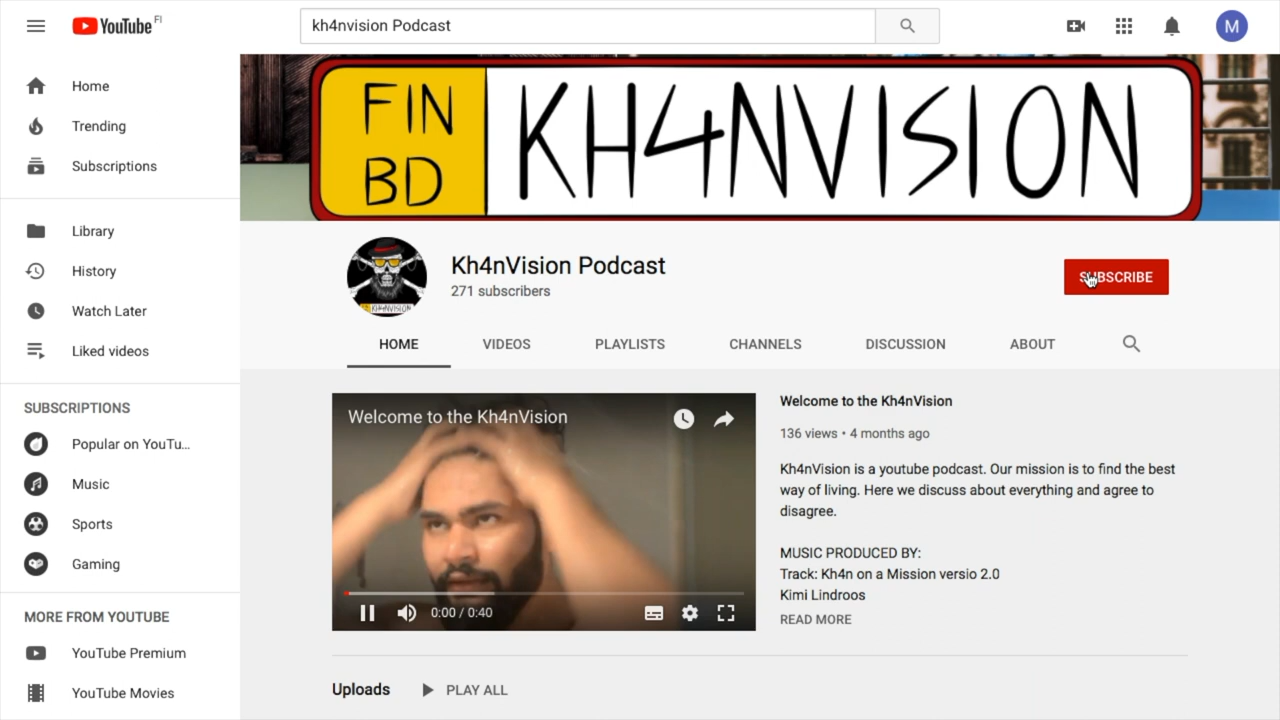 YouTube FI
kh4nvision Podcast
M
Home
Trending
Subscriptions
Library
History
Watch Later
Liked videos
SUBSCRIPTIONS
Popular on YouTu...
Music
Sports
Gaming
MORE FROM YOUTUBE
YouTube Premium
YouTube Movies
FIN
BD
KH4NVISION
KH4NVISION
Kh4nVision Podcast
271 subscribers
SUBSCRIBE
HOME
VIDEOS
PLAYLISTS
CHANNELS
DISCUSSION
ABOUT
Welcome to the Kh4nVision
0:00 / 0:40
Welcome to the Kh4nVision
136 views • 4 months ago
Kh4nVision is a youtube podcast. Our mission is to find the best
way of living. Here we discuss about everything and agree to
disagree.
MUSIC PRODUCED BY:
Track: Kh4n on a Mission versio 2.0
Kimi Lindroos
READ MORE
Uploads
PLAY ALL